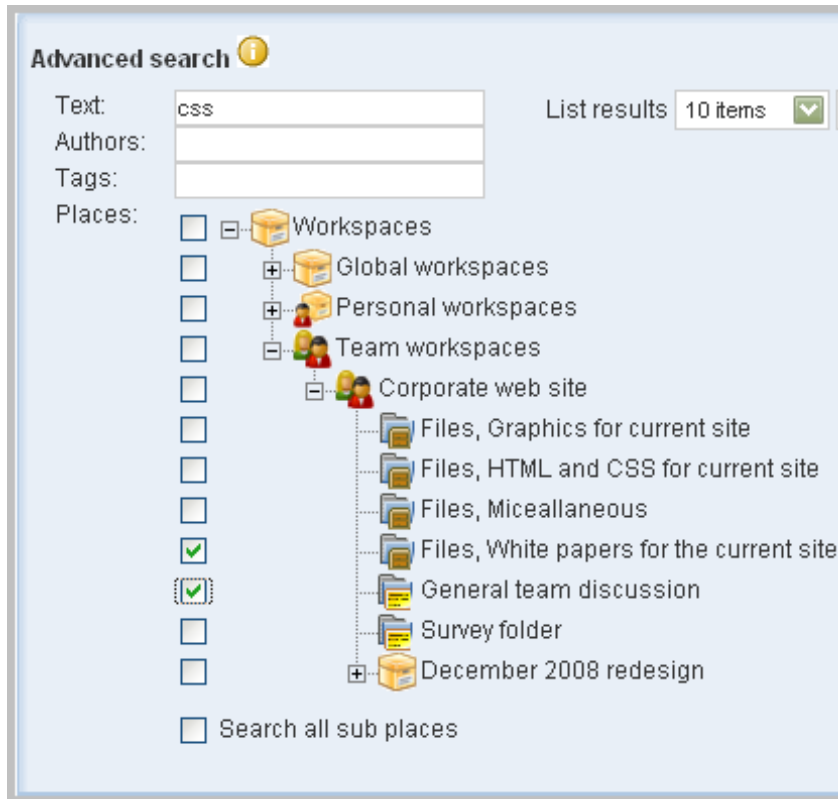 Advanced search
Text: css List results 10 items
Authors:
Tags:
Places:
Workspaces
Global workspaces
Personal workspaces
Team workspaces
Corporate web site
Files, Graphics for current site
Files, HTML and CSS for current site
Files, Miceallaneous
Files, White papers for the current site
General team discussion
Survey folder
December 2008 redesign
Search all sub places